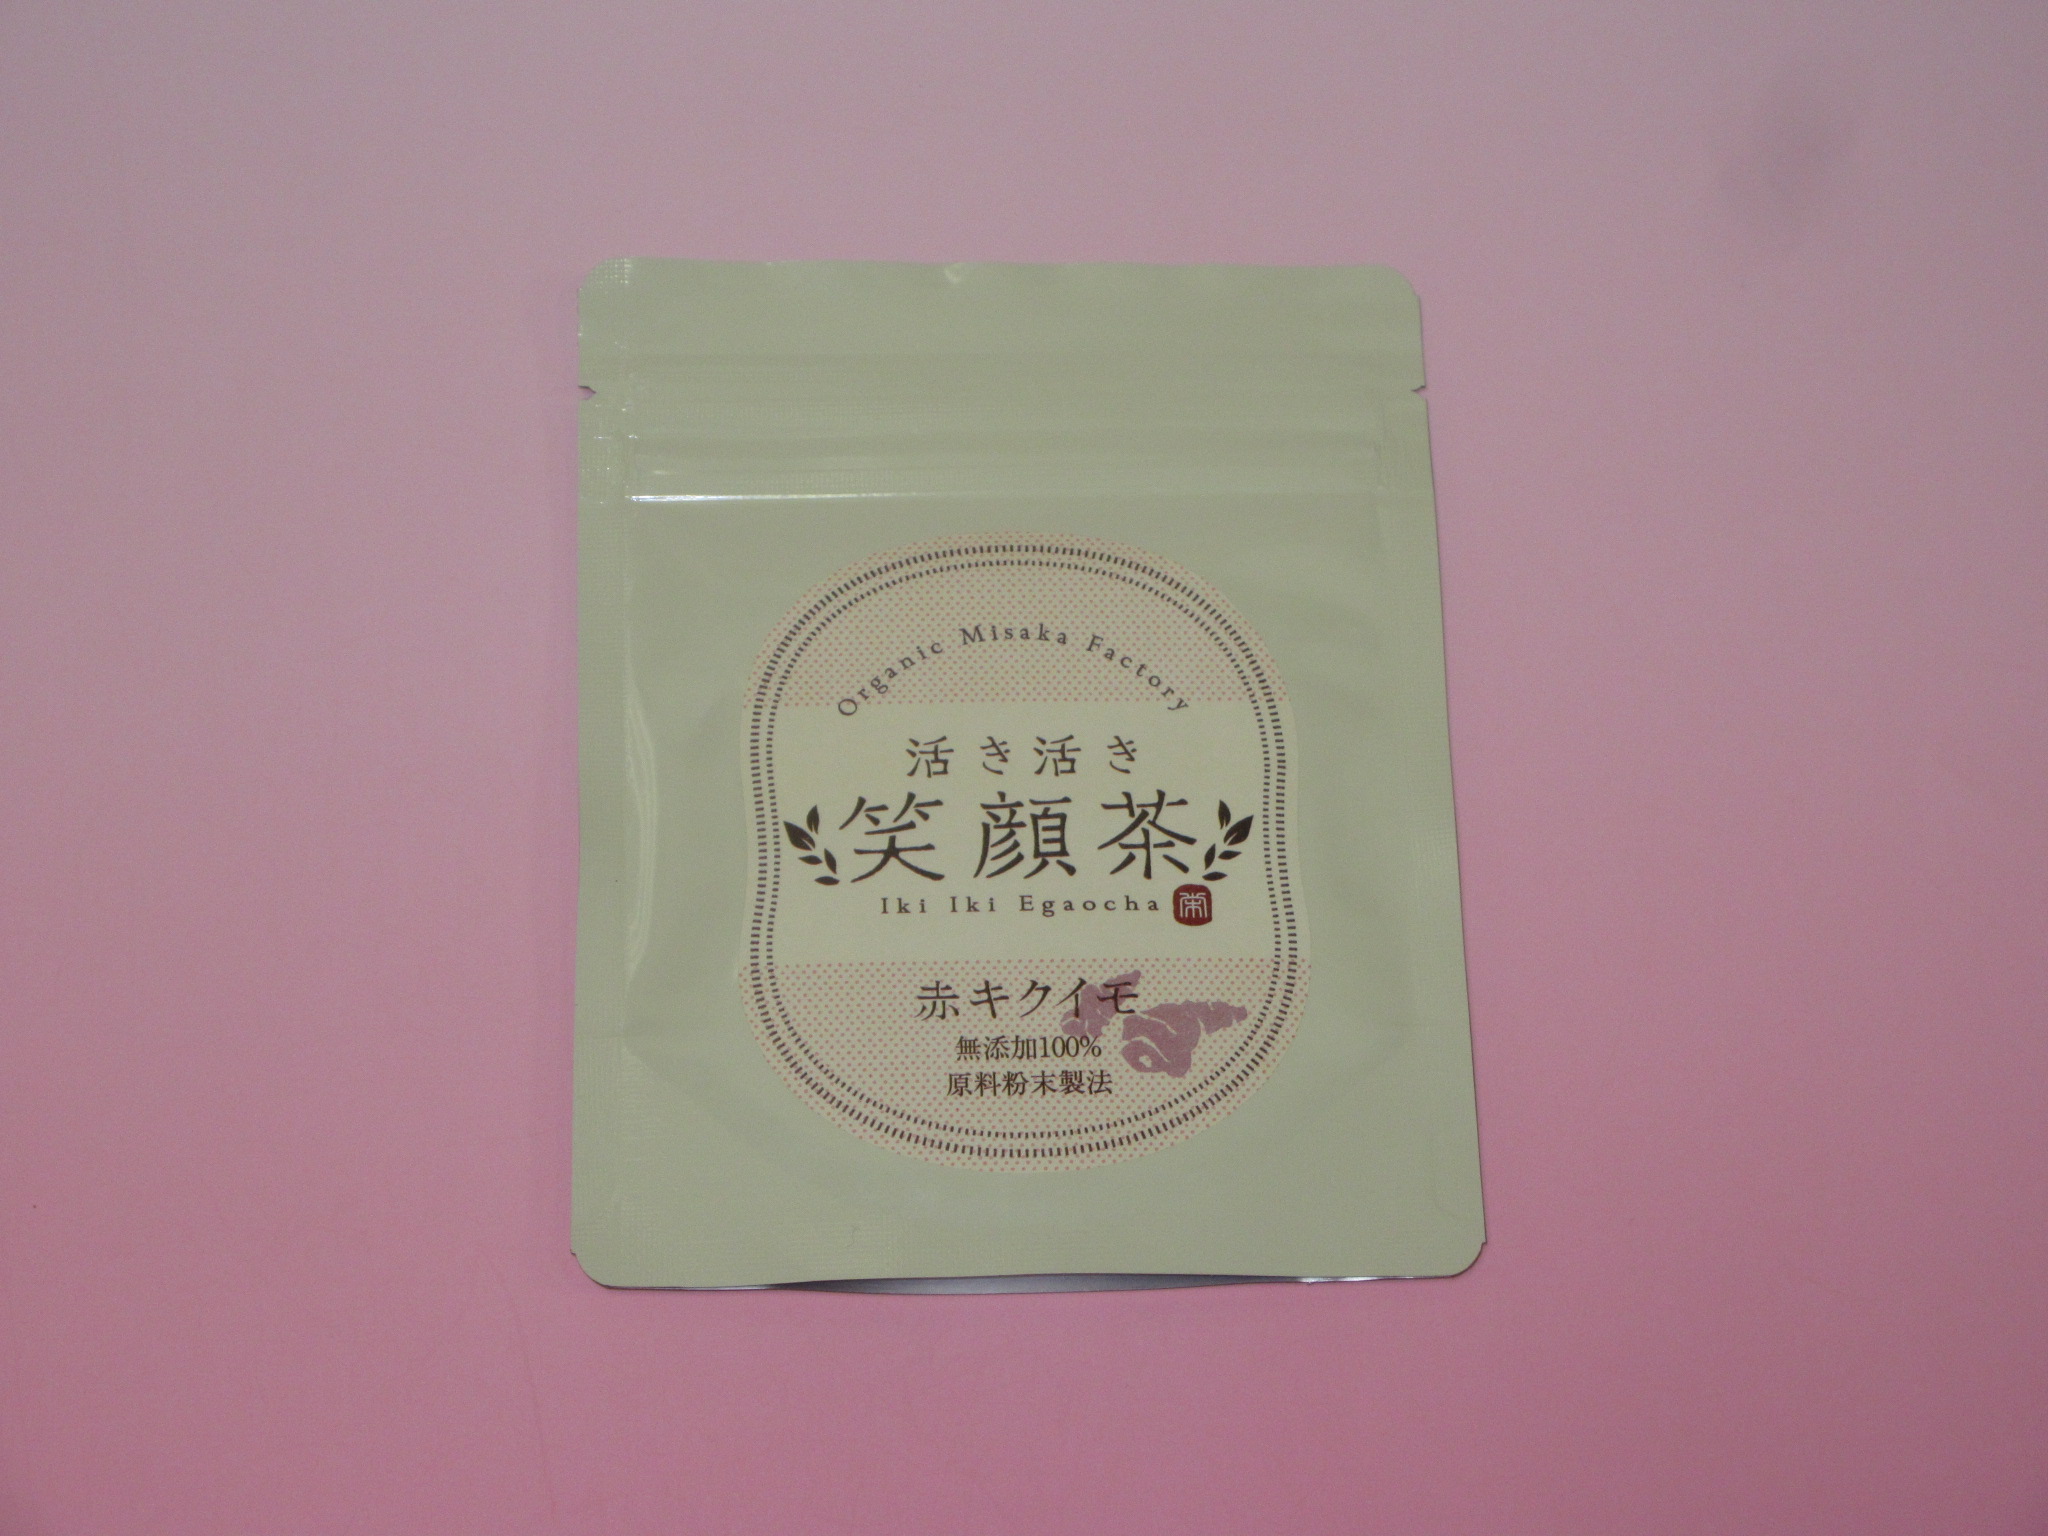 Organic Misaka Factory
活き活き
笑顔茶
Iki Iki Egaocha
赤キクイモ
無添加100%
原料粉末製法